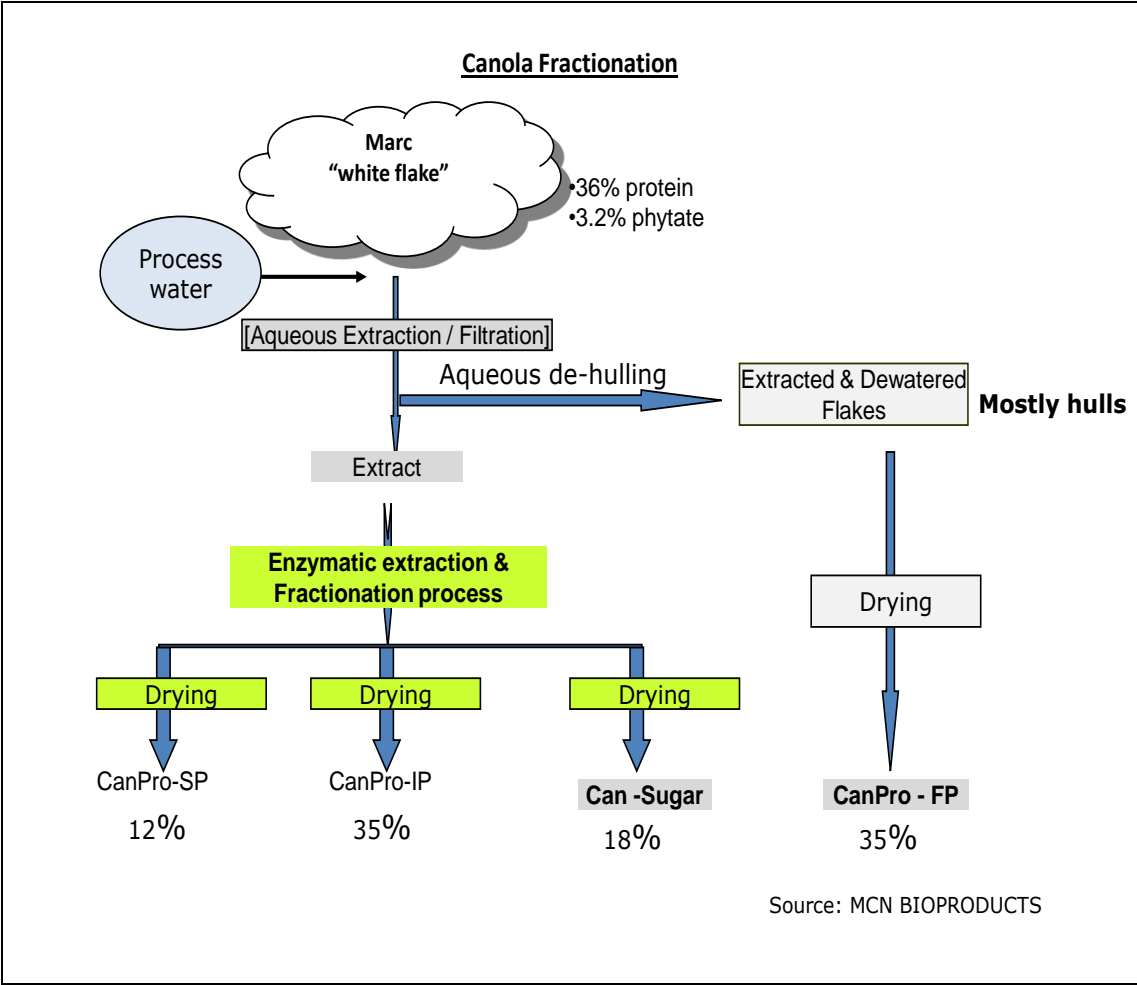 Canola Fractionation
Marc
“white flake”
•36% protein
•3.2% phytate
Process
water
[Aqueous Extraction / Filtration]
Aqueous de-hulling
Extracted & Dewatered
Flakes
Mostly hulls
Extract
Enzymatic extraction &
Fractionation process
Drying
Drying
Drying
Drying
CanPro-SP
CanPro-IP
Can -Sugar
CanPro - FP
12%
35%
18%
35%
Source: MCN BIOPRODUCTS